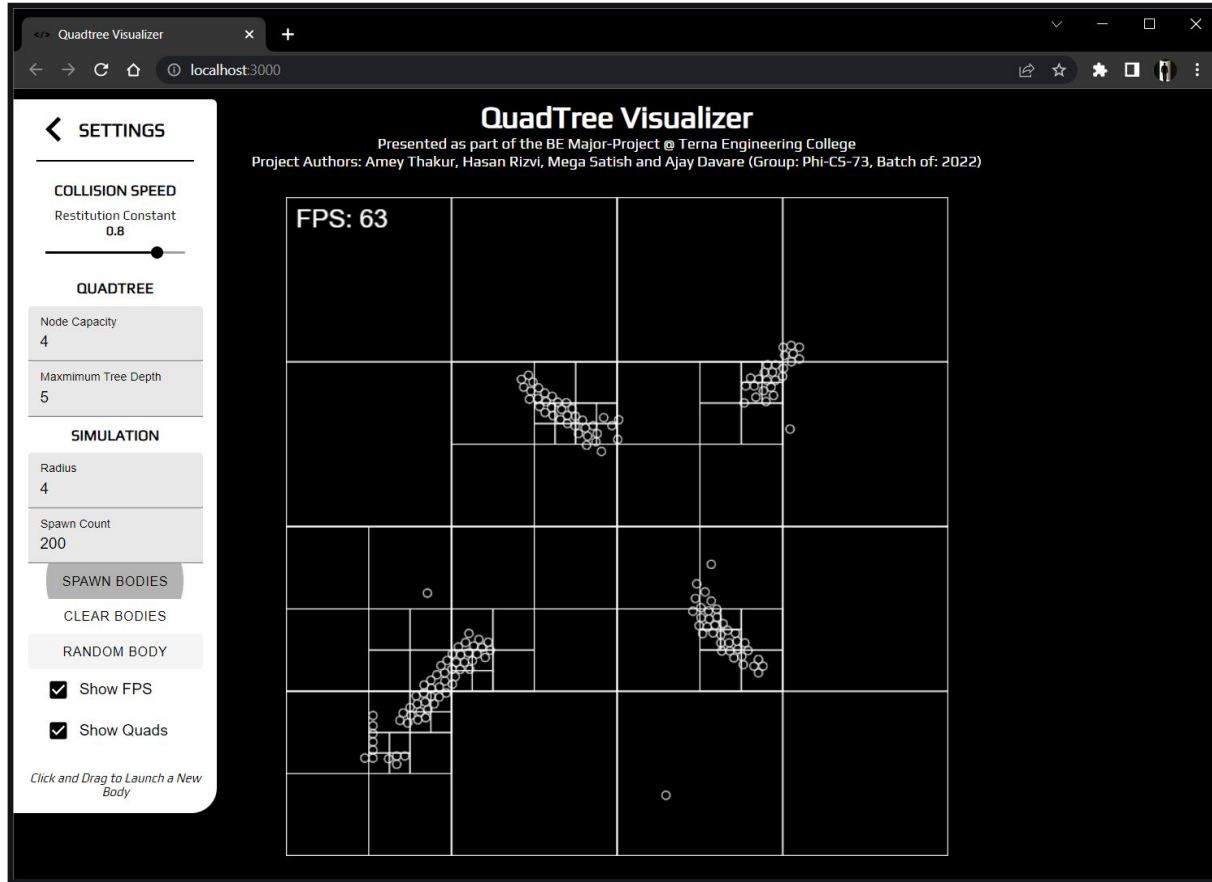 </> Quadtree Visualizer
localhost:3000
SETTINGS
COLLISION SPEED
Restitution Constant
0.8
QUADTREE
Node Capacity
4
Maxmimum Tree Depth
5
SIMULATION
Radius
4
Spawn Count
200
SPAWN BODIES
CLEAR BODIES
RANDOM BODY
Show FPS
Show Quads
Click and Drag to Launch a New
Body
QuadTree Visualizer
Presented as part of the BE Major-Project @ Terna Engineering College
Project Authors: Amey Thakur, Hasan Rizvi, Mega Satish and Ajay Davare (Group: Phi-CS-73, Batch of: 2022)
FPS: 63